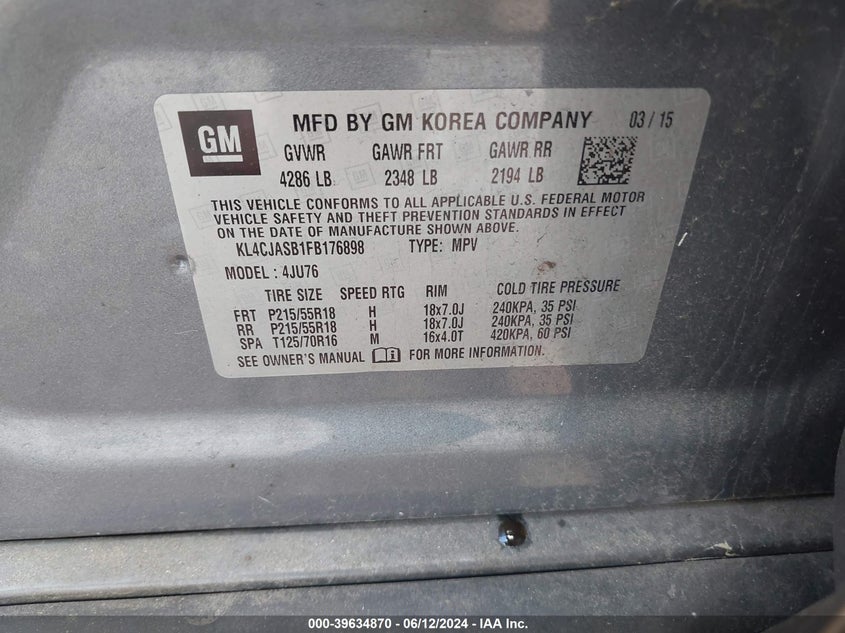 GM
MFD BY GM KOREA COMPANY 03 / 15
GVWR GAWR FRT GAWR RR
4286 LB 2348 LB 2194 LB
THIS VEHICLE CONFORMS TO ALL APPLICABLE U.S. FEDERAL MOTOR
VEHICLE SAFETY AND THEFT PREVENTION STANDARDS IN EFFECT
ON THE DATE OF MANUFACTURE SHOWN ABOVE.
KL4CJASB1FB176898 TYPE: MPV
MODEL : 4JU76
TIRE SIZE SPEED RTG RIM COLD TIRE PRESSURE
FRT P215/55R18 H 18x7.0J 240KPA, 35 PSI
RR P215/55R18 H 18x7.0J 240KPA, 35 PSI
SPA T125/70R16 M 16x4.0T 420KPA, 60 PSI
SEE OWNER'S MANUAL FOR MORE INFORMATION.
000-39634870 - 06/12/2024 - IAA Inc.